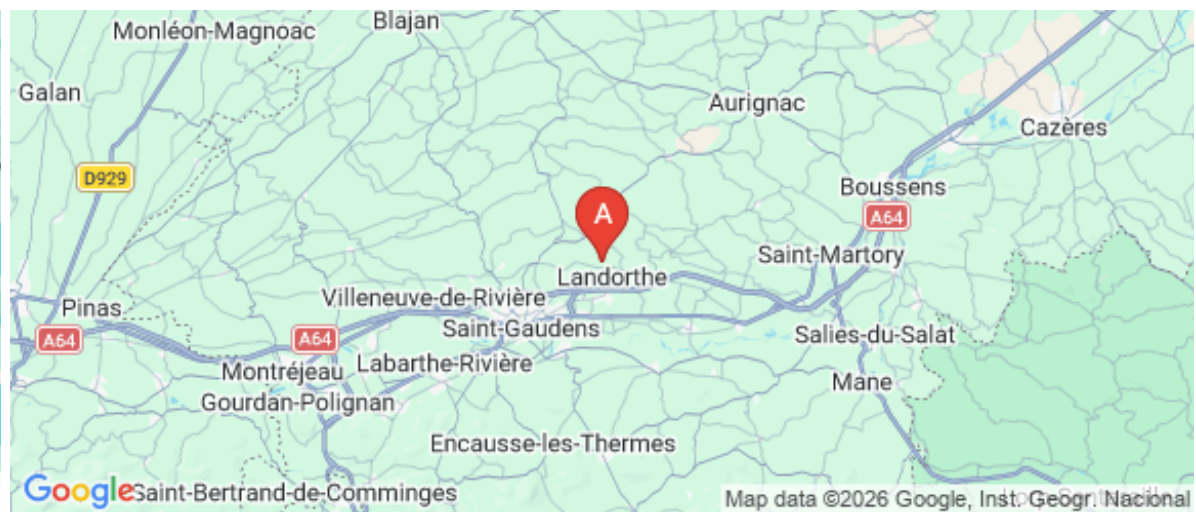 Blajan
Monléon-Magnoac
Galan
Aurignac
Cazères
D929
Boussens
A
A64
Saint-Martory
Landorthe
Villeneuve-de-Rivière
Pinas
Saint-Gaudens
Salies-du-Salat
A64
A64
Labarthe-Rivière
Montréjeau
Mane
Gourdan-Polignan
Encausse-les-Thermes
Google
Saint-Bertrand-de-Comminges
Map data ©2026 Google, Inst. Geogr. Nacional